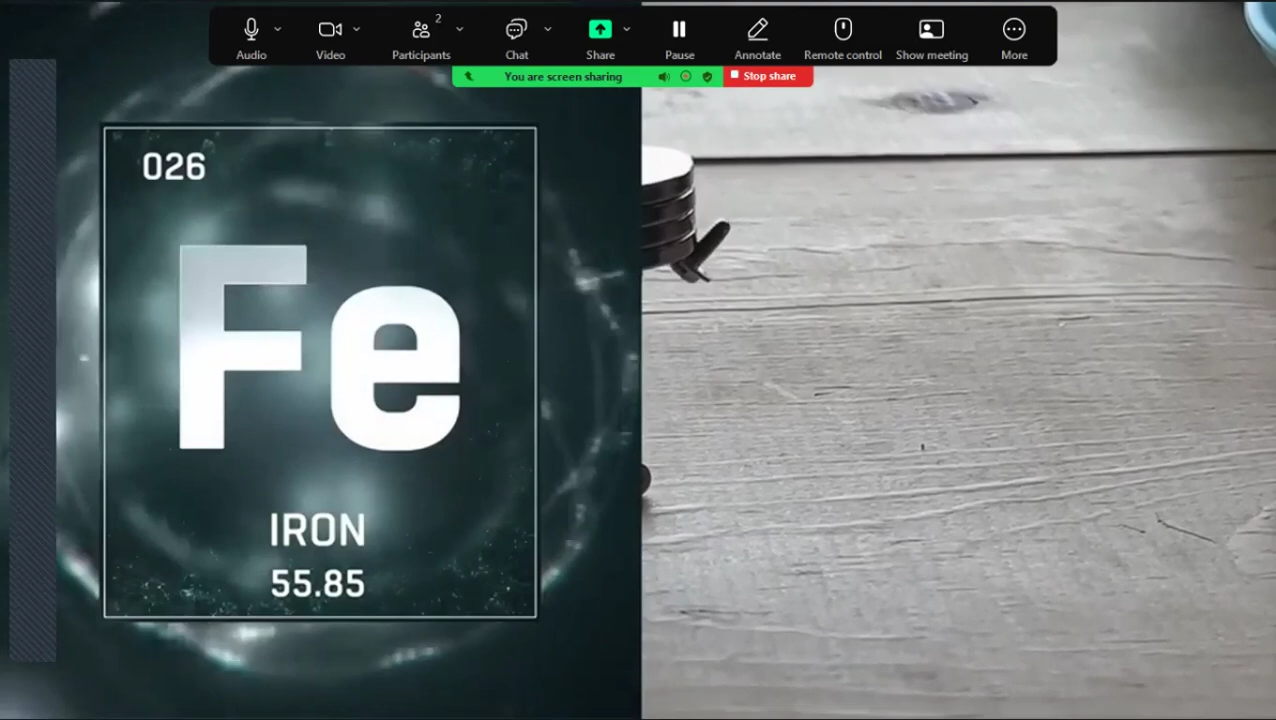 2
Audio
Video
Participants
Chat
Share
Pause
Annotate
Remote control
Show meeting
More
You are screen sharing
Stop share
026
Fe
IRON
55.85